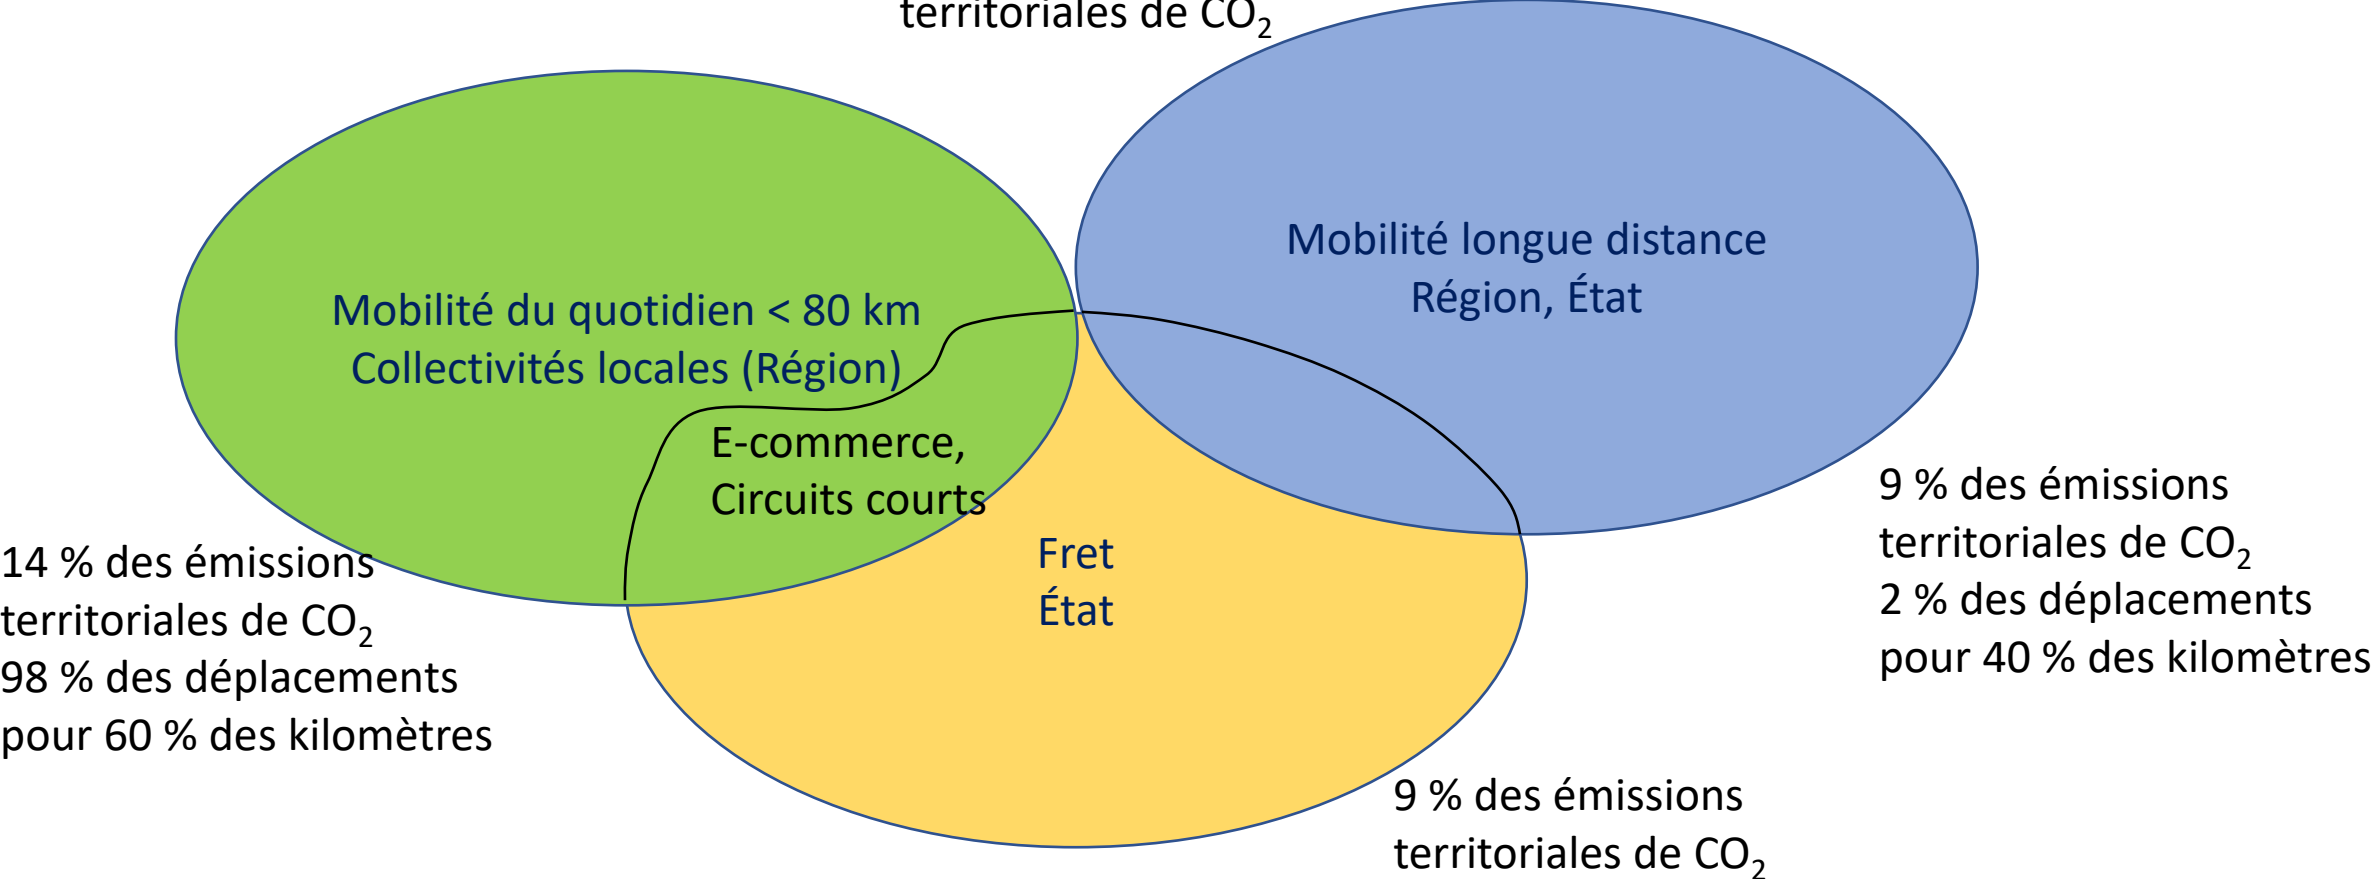 territoriales de CO₂
Mobilité longue distance
Région, État
Mobilité du quotidien < 80 km
Collectivités locales (Région)
E-commerce,
Circuits courts
Fret
État
14 % des émissions
territoriales de CO₂
98 % des déplacements
pour 60 % des kilomètres
9 % des émissions
territoriales de CO₂
2 % des déplacements
pour 40 % des kilomètres
9 % des émissions
territoriales de CO₂